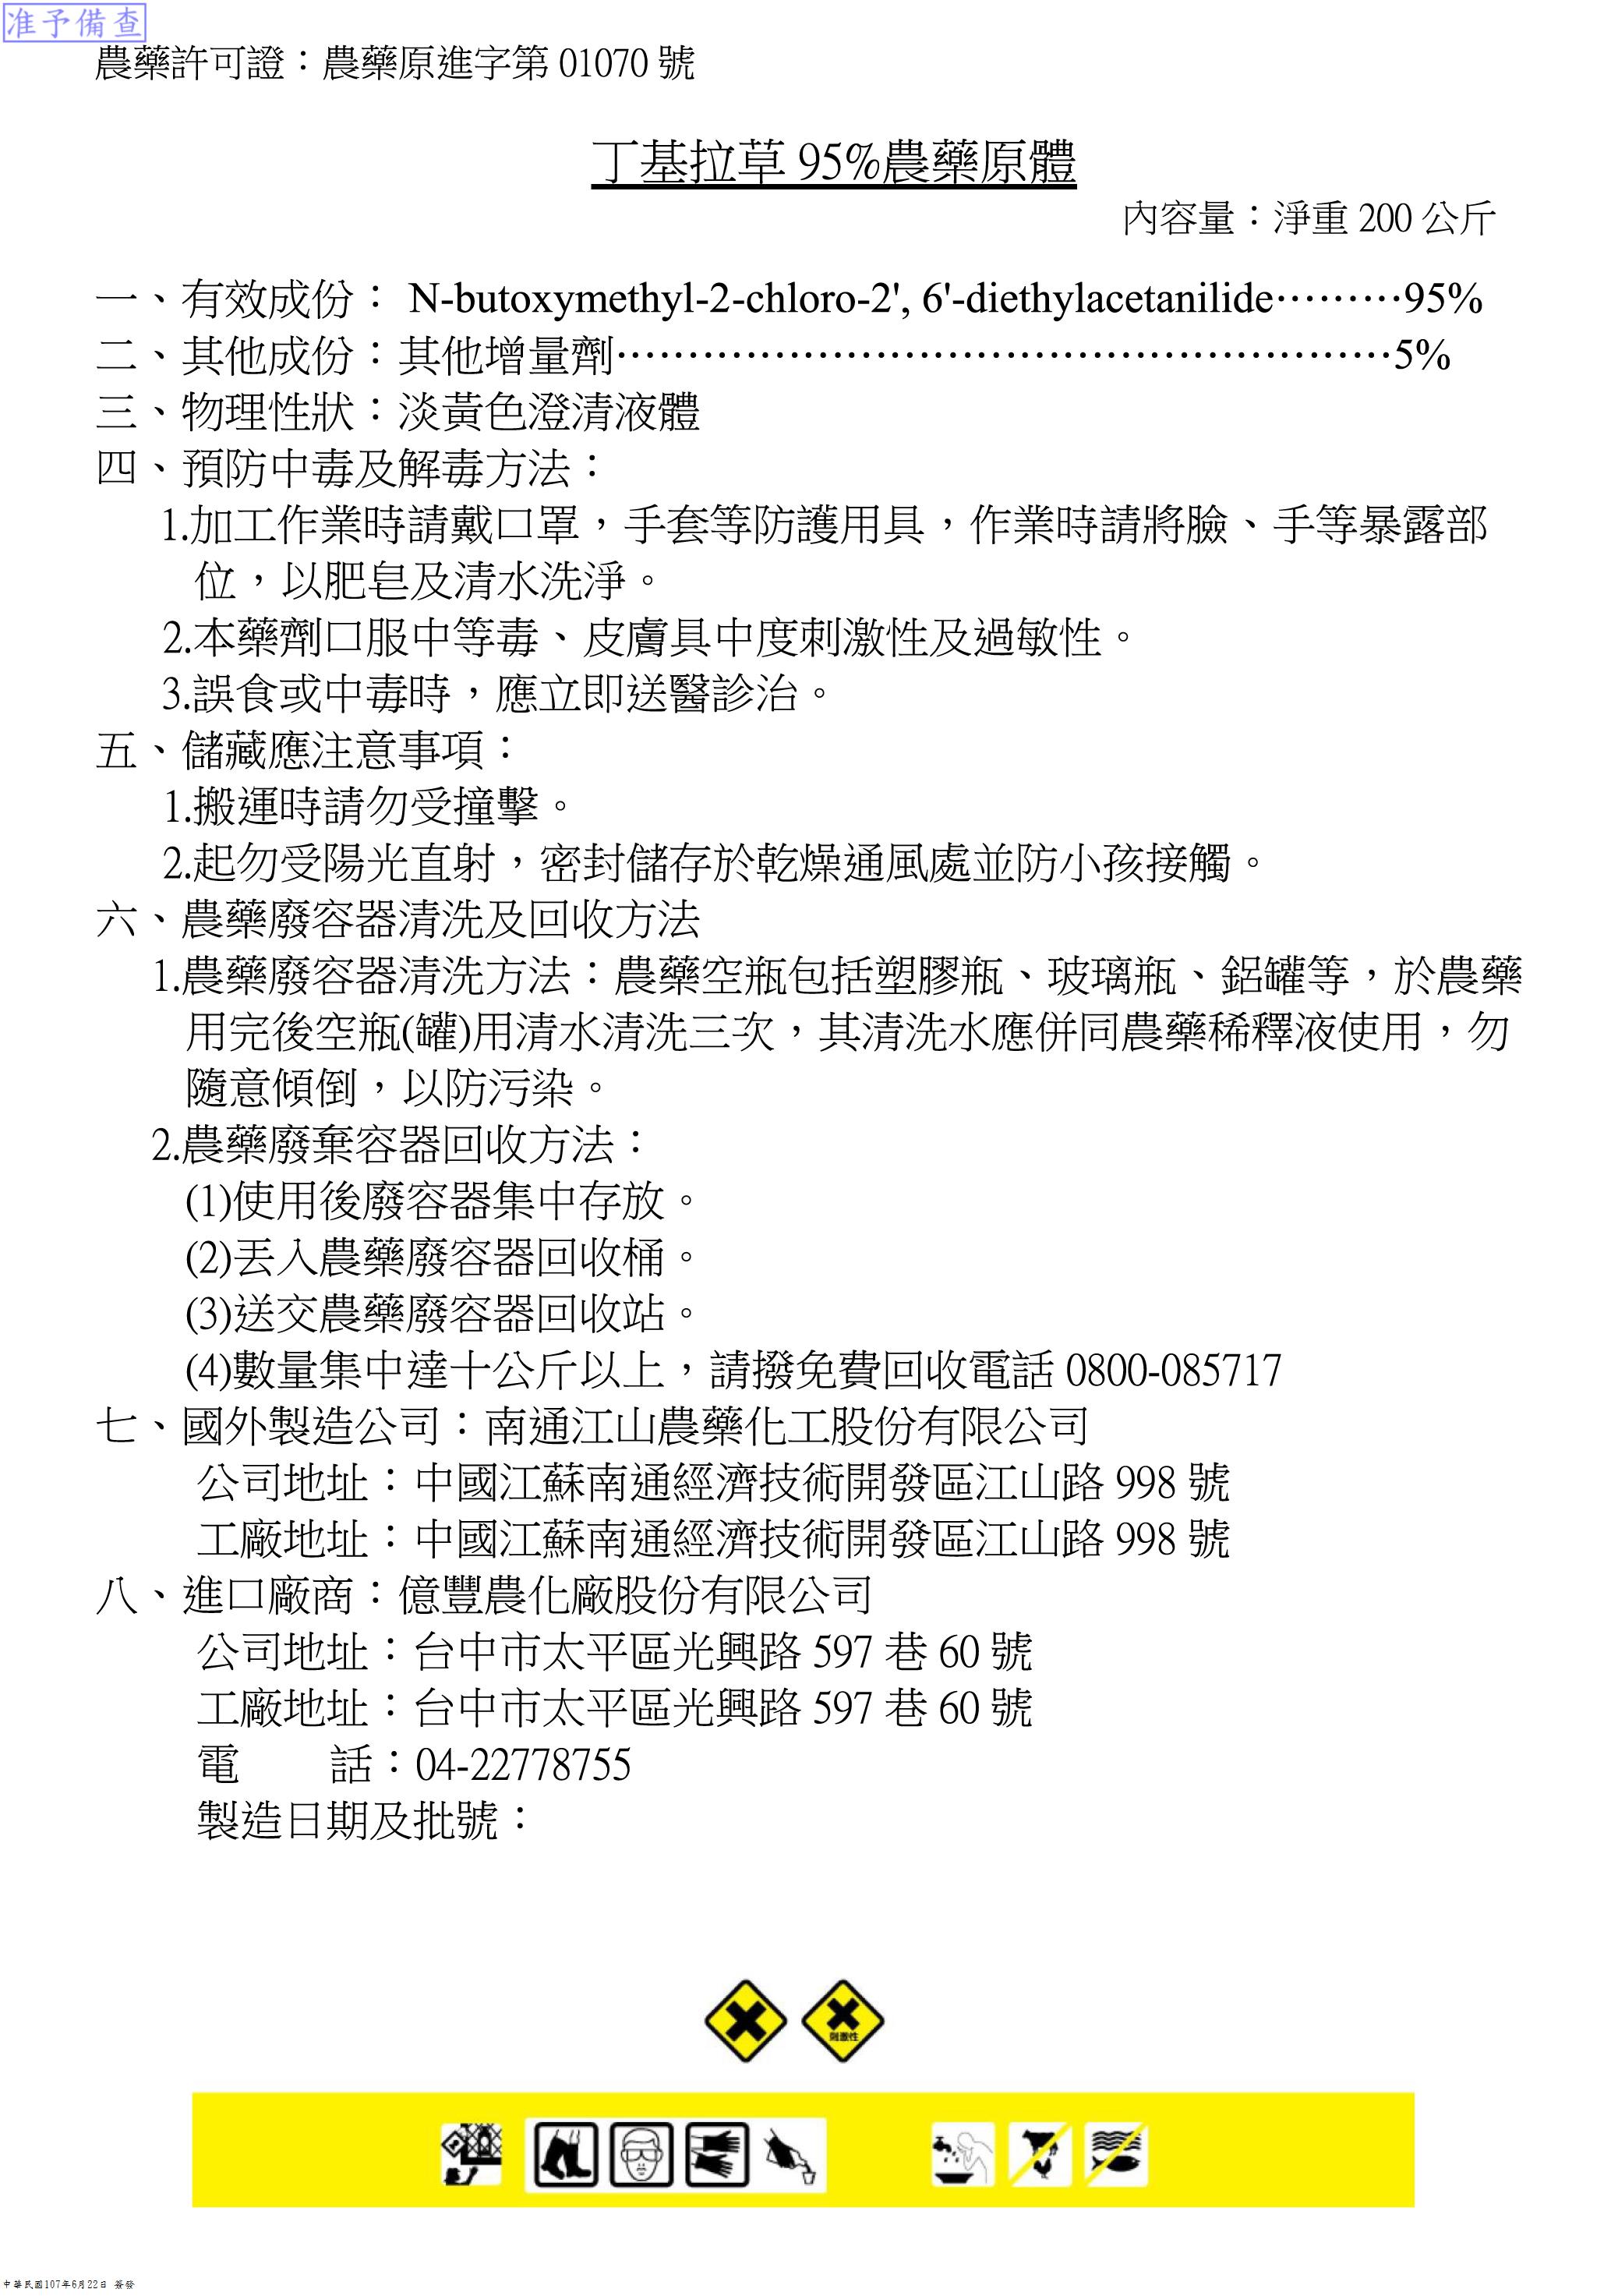 准予備查
農藥許可證：農藥原進字第 01070 號
丁基拉草 95%農藥原體
內容量：淨重 200 公斤
一、有效成份： N-butoxymethyl-2-chloro-2', 6'-diethylacetanilide⋯⋯⋯95%
二、其他成份：其他增量劑⋯⋯⋯⋯⋯⋯⋯⋯⋯⋯⋯⋯⋯⋯⋯⋯⋯⋯5%
三、物理性狀：淡黃色澄清液體
四、預防中毒及解毒方法：
1.加工作業時請戴口罩，手套等防護用具，作業時請將臉、手等暴露部
位，以肥皂及清水洗淨。
2.本藥劑口服中等毒、皮膚具中度刺激性及過敏性。
3.誤食或中毒時，應立即送醫診治。
五、儲藏應注意事項：
1.搬運時請勿受撞擊。
2.起勿受陽光直射，密封儲存於乾燥通風處並防小孩接觸。
六、農藥廢容器清洗及回收方法
1.農藥廢容器清洗方法：農藥空瓶包括塑膠瓶、玻璃瓶、鋁罐等，於農藥
用完後空瓶(罐)用清水清洗三次，其清洗水應併同農藥稀釋液使用，勿
隨意傾倒，以防污染。
2.農藥廢棄容器回收方法：
(1)使用後廢容器集中存放。
(2)丟入農藥廢容器回收桶。
(3)送交農藥廢容器回收站。
(4)數量集中達十公斤以上，請撥免費回收電話 0800-085717
七、國外製造公司：南通江山農藥化工股份有限公司
公司地址：中國江蘇南通經濟技術開發區江山路 998 號
工廠地址：中國江蘇南通經濟技術開發區江山路 998 號
八、進口廠商：億豐農化廠股份有限公司
公司地址：台中市太平區光興路 597 巷 60 號
工廠地址：台中市太平區光興路 597 巷 60 號
電　　話：04-22778755
製造日期及批號：
刺激性
中華民國107年6月22日 簽發